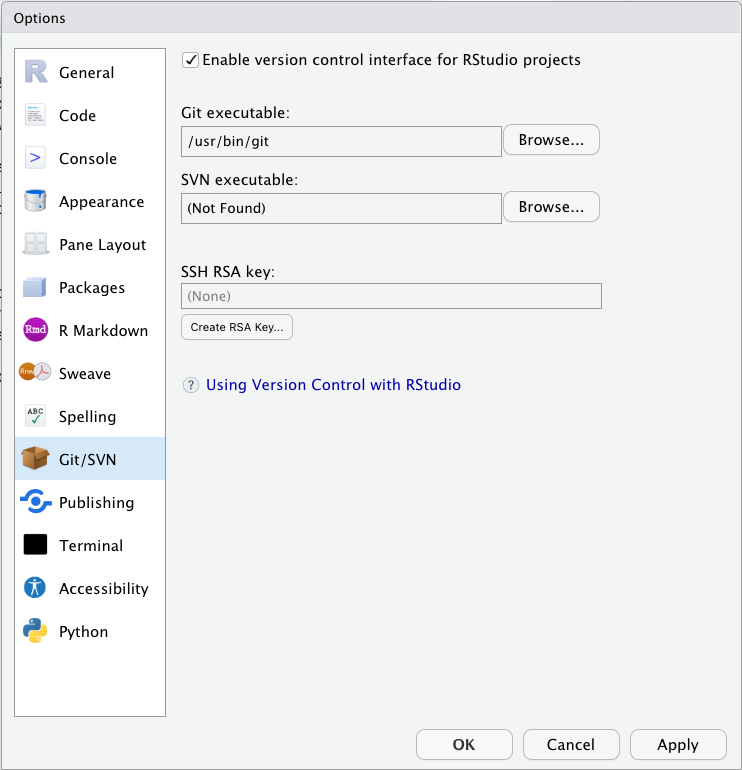 Options
General
Code
Console
Appearance
Pane Layout
Packages
Rmd R Markdown
Sweave
ABC Spelling
Git/SVN
Publishing
Terminal
Accessibility
Python
Enable version control interface for RStudio projects
Git executable:
/usr/bin/git Browse...
SVN executable:
(Not Found) Browse...
SSH RSA key:
(None)
Create RSA Key...
? Using Version Control with RStudio
OK Cancel Apply